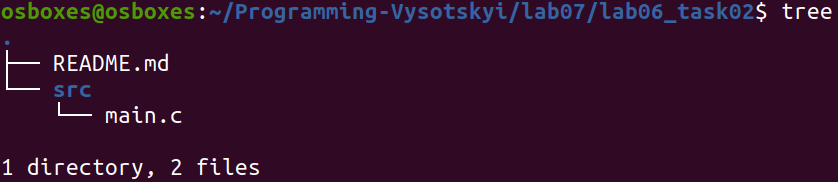 osboxes@osboxes:~/Programming-Vysotskyi/lab07/lab06_task02$ tree
.
├── README.md
└── src
    └── main.c
1 directory, 2 files